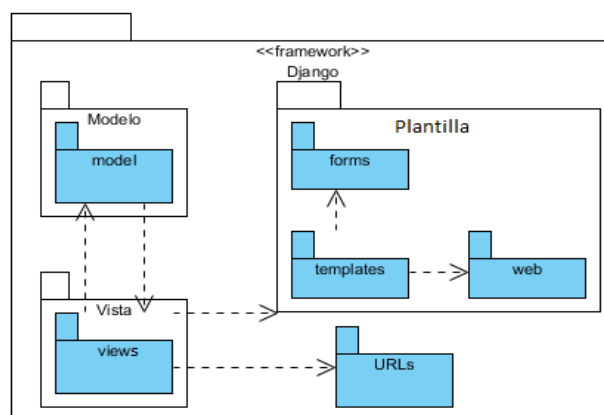 <<framework>>
Django
Modelo
model
Plantilla
forms
templates
web
Vista
views
URLs